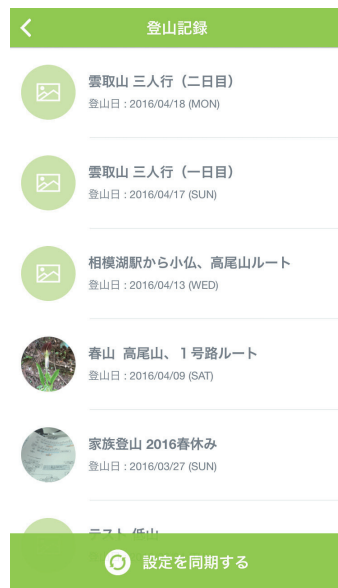 登山記録
雲取山 三人行（二日目）
登山日 : 2016/04/18 (MON)
雲取山 三人行（一日目）
登山日 : 2016/04/17 (SUN)
相模湖駅から小仏、高尾山ルート
登山日 : 2016/04/13 (WED)
春山 高尾山、１号路ルート
登山日 : 2016/04/09 (SAT)
家族登山 2016春休み
登山日 : 2016/03/27 (SUN)
テスト 低山
設定を同期する